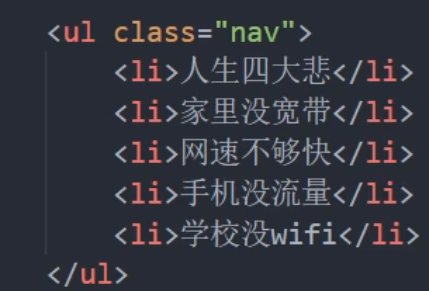 <ul class="nav">
<li>人生四大悲</li>
<li>家里没宽带</li>
<li>网速不够快</li>
<li>手机没流量</li>
<li>学校没wifi</li>
</ul>